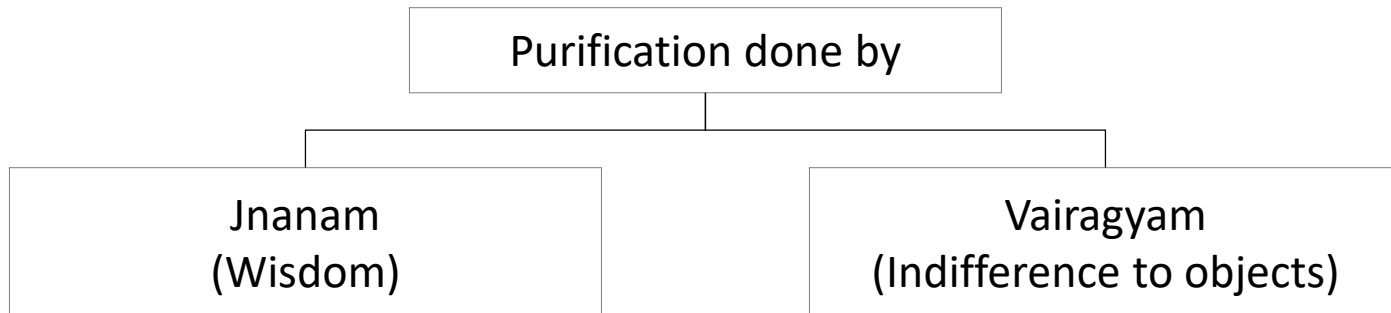 Purification done by
Jnanam
(Wisdom)
Vairagyam
(Indifference to objects)